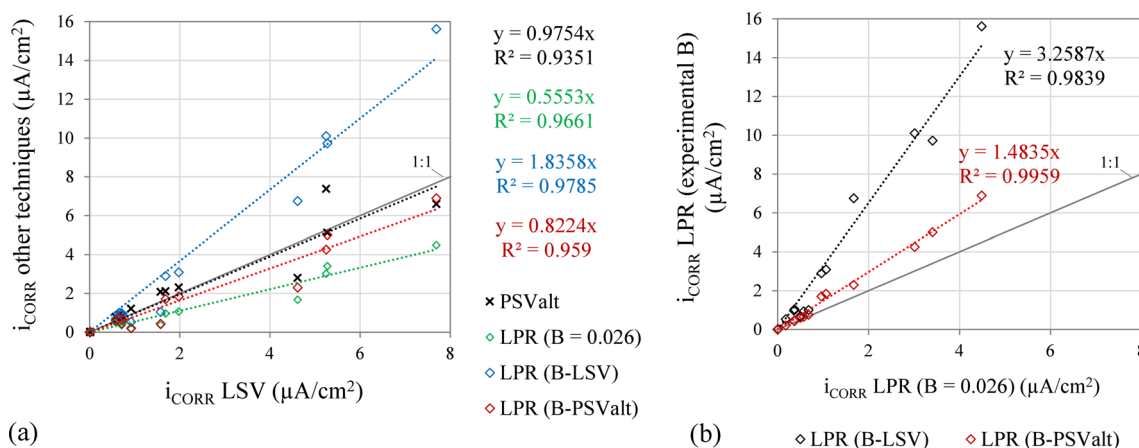 i_CORR other techniques (µA/cm²)
16
14
12
10
8
6
4
2
0
0
2
4
6
8
i_CORR LSV (µA/cm²)
1:1
y = 0.9754x
R² = 0.9351
y = 0.5553x
R² = 0.9661
y = 1.8358x
R² = 0.9785
y = 0.8224x
R² = 0.959
PSValt
LPR (B = 0.026)
LPR (B-LSV)
LPR (B-PSValt)
(a)
i_CORR LPR (experimental B)
(µA/cm²)
16
14
12
10
8
6
4
2
0
0
2
4
6
8
y = 3.2587x
R² = 0.9839
y = 1.4835x
R² = 0.9959
1:1
i_CORR LPR (B = 0.026) (µA/cm²)
(b)
LPR (B-LSV)
LPR (B-PSValt)